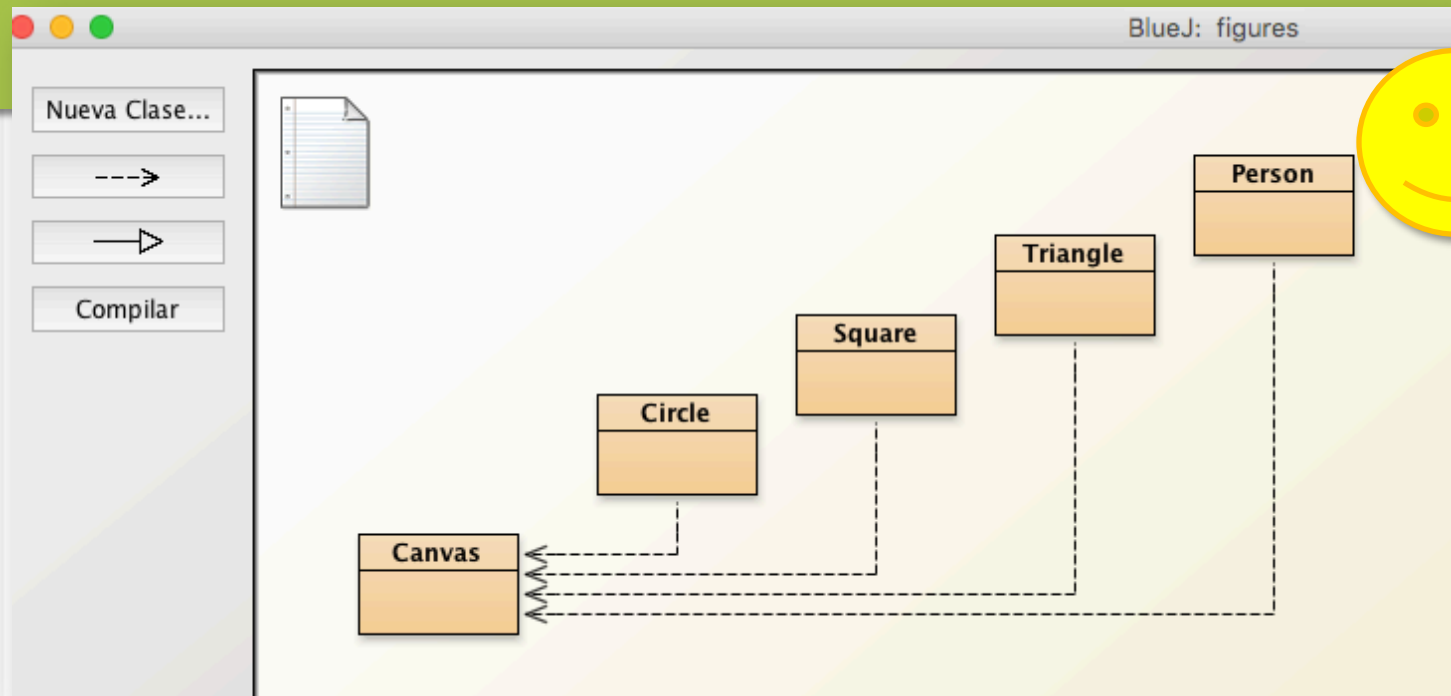 BlueJ: figures
Nueva Clase...
Compilar
Person
Triangle
Square
Circle
Canvas